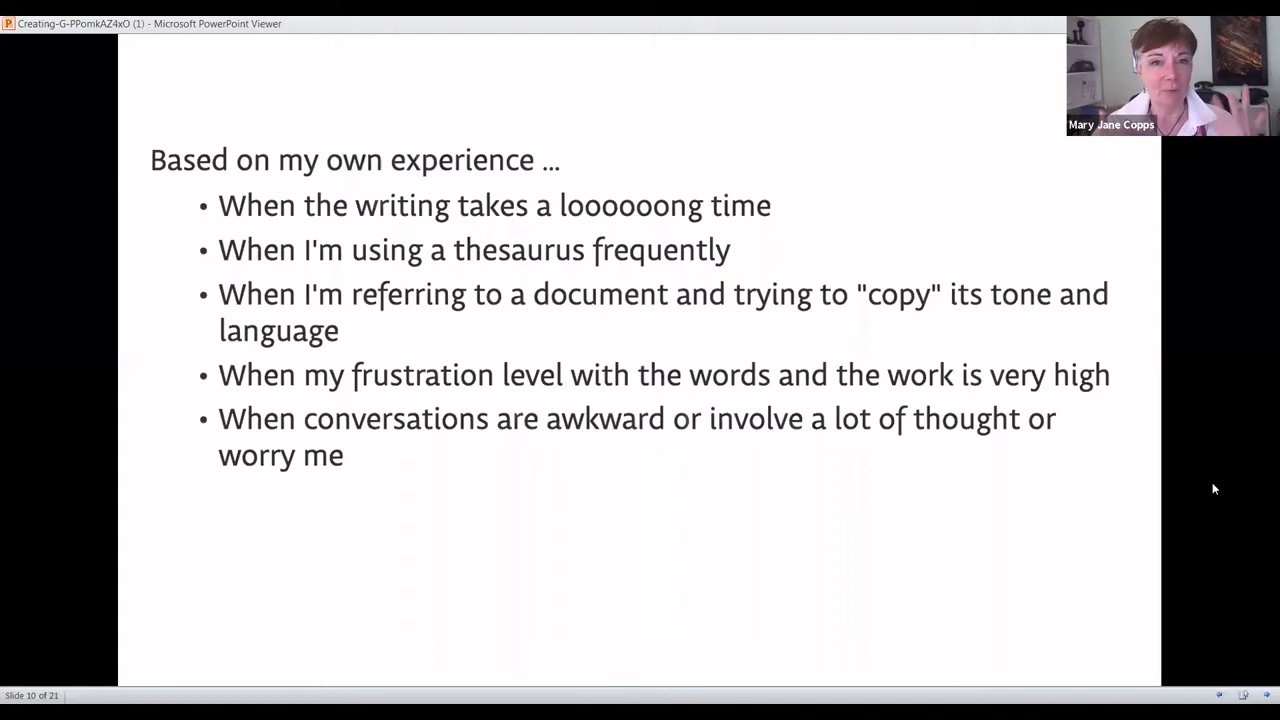 Creating-G-PPomkAZ4xO (1) - Microsoft PowerPoint Viewer
Mary Jane Copps
Based on my own experience ...
• When the writing takes a loooooong time
• When I'm using a thesaurus frequently
• When I'm referring to a document and trying to "copy" its tone and
language
• When my frustration level with the words and the work is very high
• When conversations are awkward or involve a lot of thought or
worry me
Slide 10 of 21